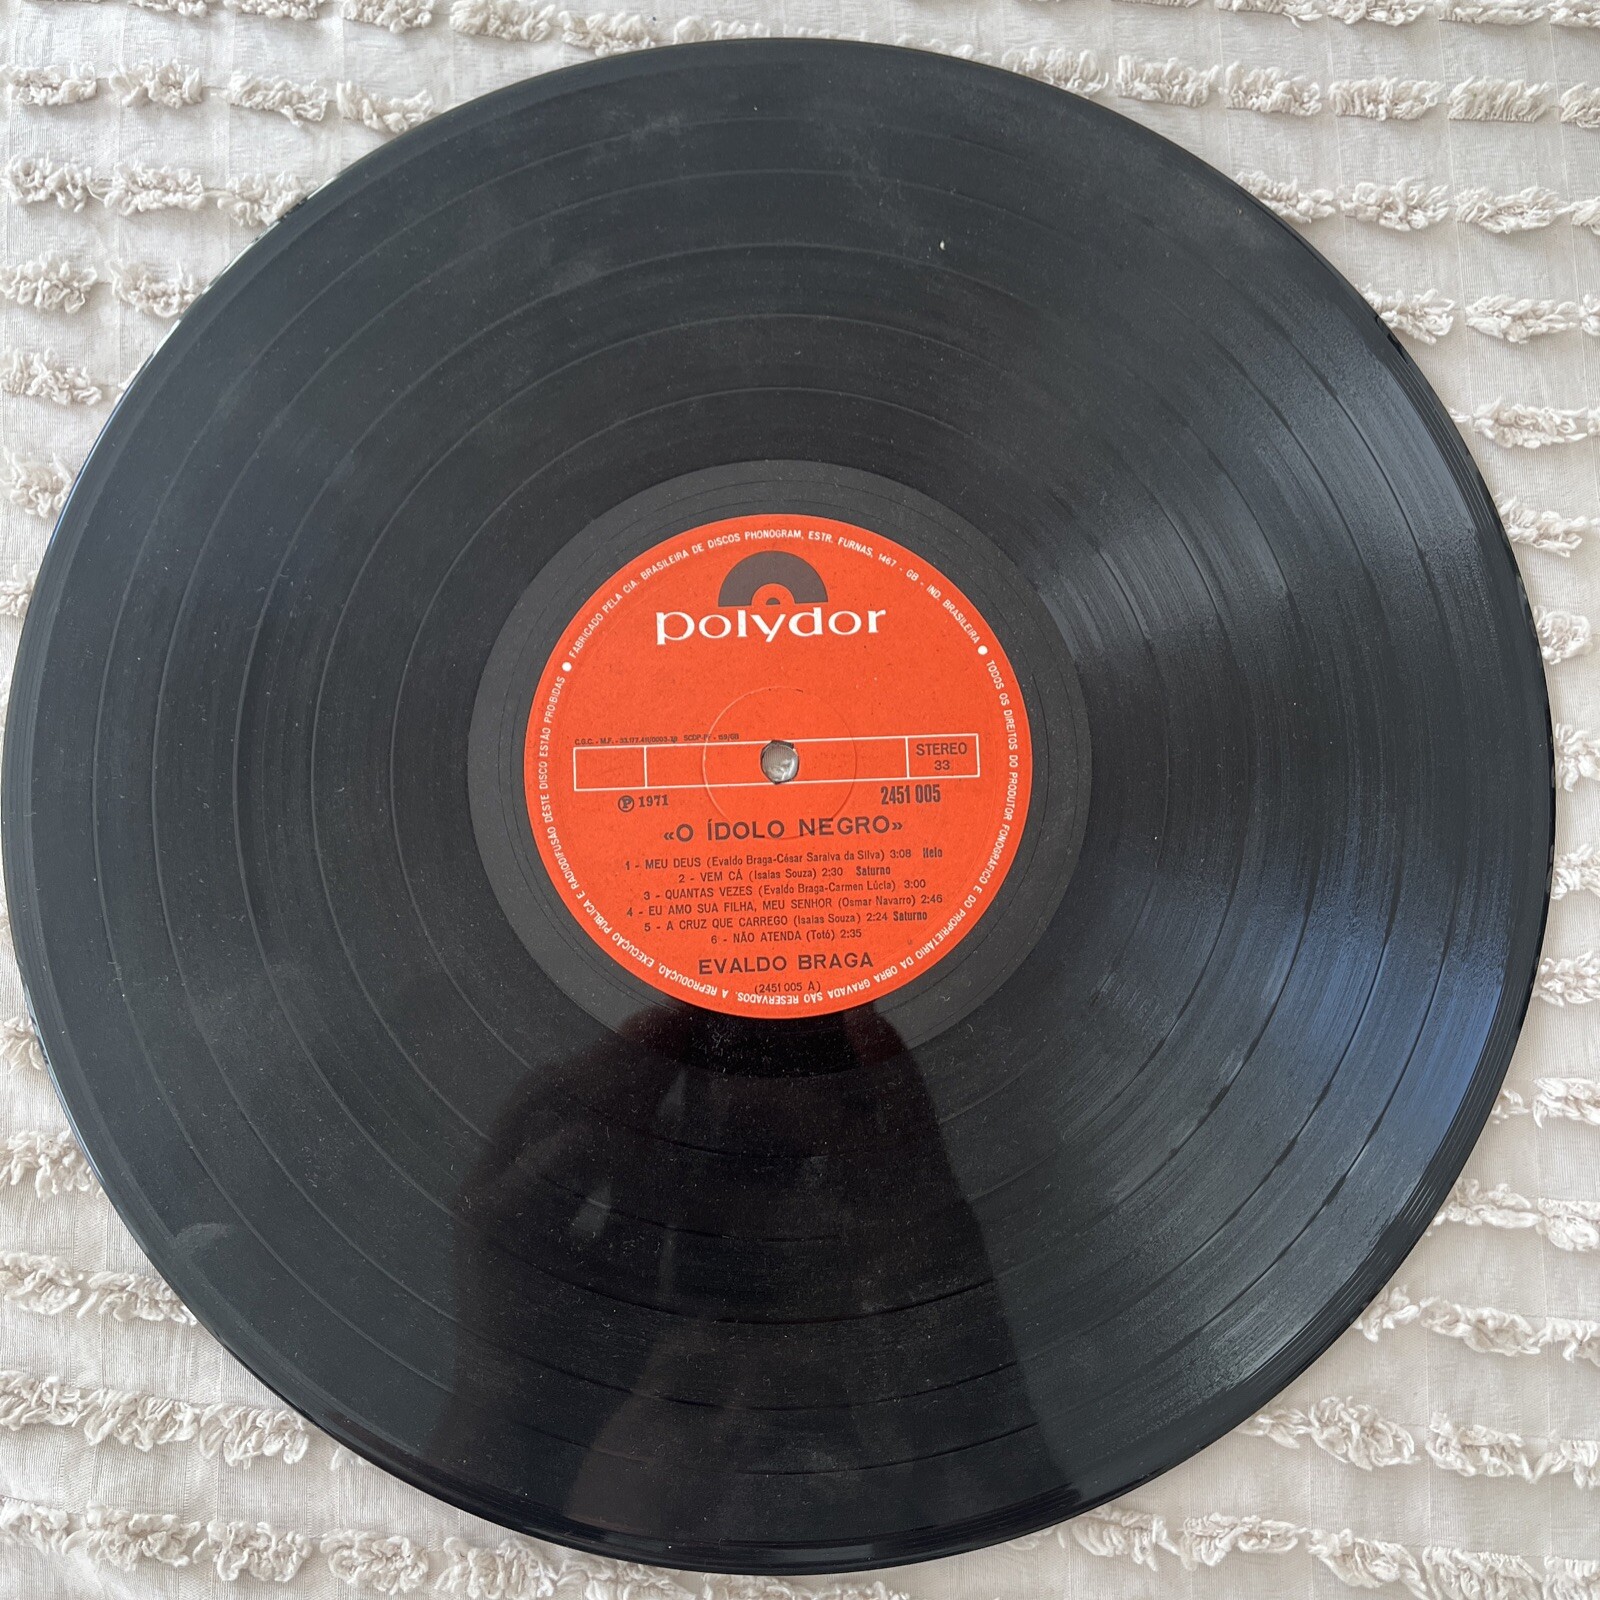 FABRICADO PELA CIA. BRASILEIRA DE DISCOS PHONOGRAM, ESTR. FURNAS, 1467 - GB - IND. BRASILEIRA
TODOS OS DIREITOS DO PRODUTOR FONOGRÁFICO E DO PROPRIETÁRIO DA OBRA GRAVADA SÃO RESERVADOS. A REPRODUÇÃO, EXECUÇÃO PÚBLICA E RADIODIFUSÃO DESTE DISCO ESTÃO PROIBIDAS
polydor
C.G.C. - M.F. -
STEREO
33
℗ 1971
2451 005
«O ÍDOLO NEGRO»
1 - MEU DEUS (Evaldo Braga-César Saraiva da Silva) 3:08 Melo
2 - VEM CÁ (Isaias Souza) 2:30 Saturno
3 - QUANTAS VEZES (Evaldo Braga-Carmen Lúcia) 3:00
4 - EU AMO SUA FILHA, MEU SENHOR (Osmar Navarro) 2:46
5 - A CRUZ QUE CARREGO (Isaias Souza) 2:24 Saturno
6 - NÃO ATENDA (Totó) 2:35
EVALDO BRAGA
(2451 005 A)